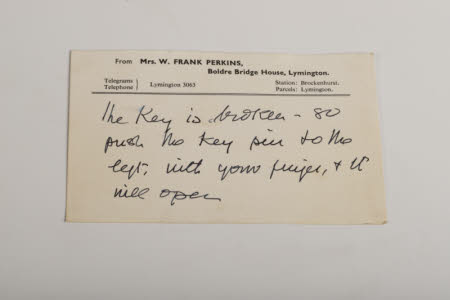 From Mrs. W. FRANK PERKINS,
Boldre Bridge House, Lymington.
Telegrams
Telephone } Lymington 3063
Station: Brockenhurst.
Parcels: Lymington.
The Key is broken - so
push the key pin to the
left, with your finger, & it
will open